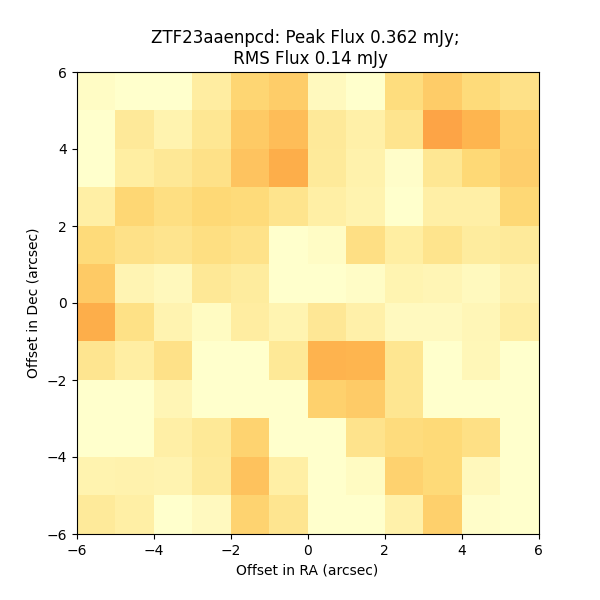 ZTF23aaenpcd: Peak Flux 0.362 mJy;
RMS Flux 0.14 mJy
6
4
2
0
−2
−4
−6
Offset in Dec (arcsec)
−6 −4 −2 0 2 4 6
Offset in RA (arcsec)